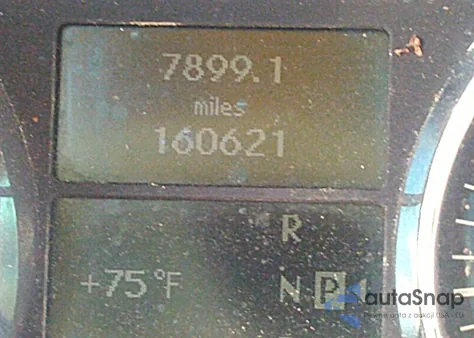 7899.1
miles
160621
R
+75°F N P
autaSnap